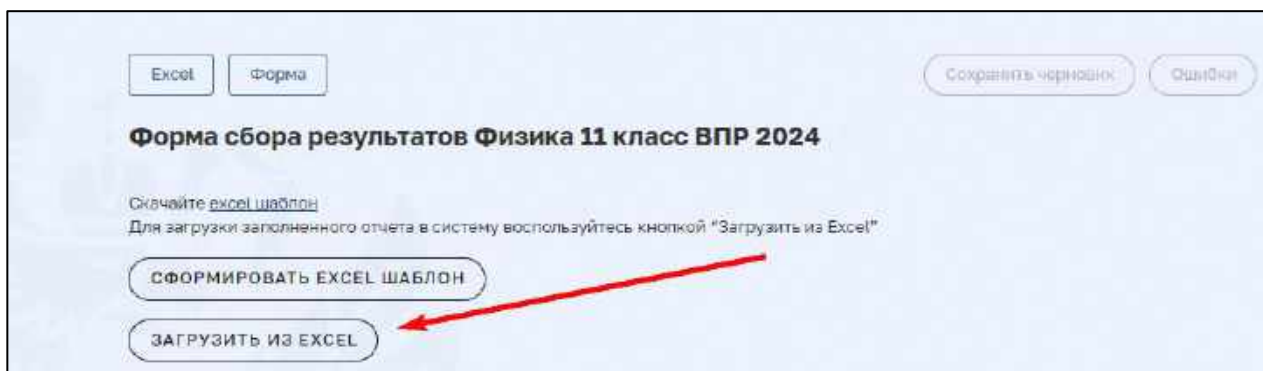 Excel Форма Сохранить черновик Ошибки
Форма сбора результатов Физика 11 класс ВПР 2024
Скачайте excel шаблон
Для загрузки заполненного отчета в систему воспользуйтесь кнопкой "Загрузить из Excel"
СФОРМИРОВАТЬ EXCEL ШАБЛОН
ЗАГРУЗИТЬ ИЗ EXCEL